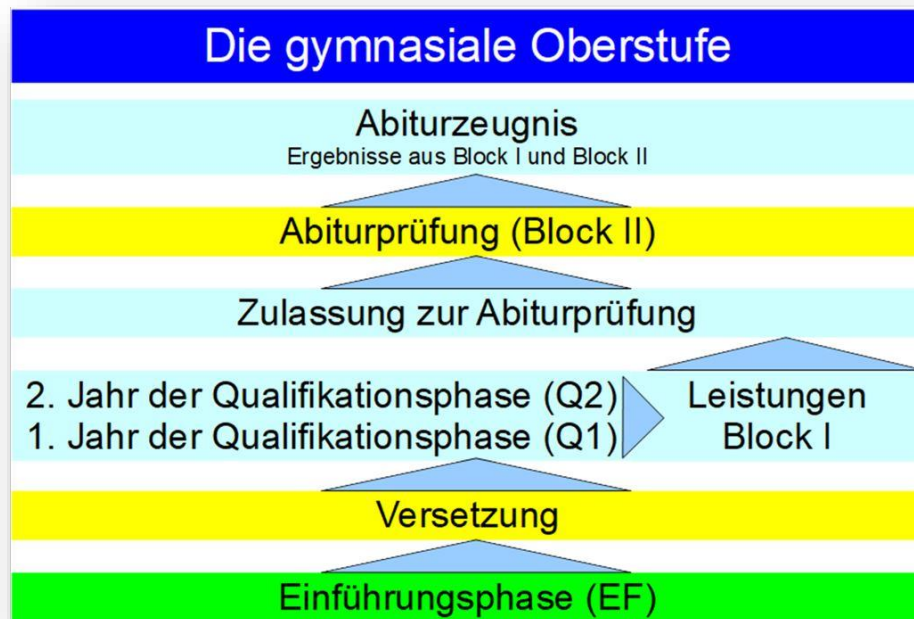 Die gymnasiale Oberstufe
Abiturzeugnis
Ergebnisse aus Block I und Block II
Abiturprüfung (Block II)
Zulassung zur Abiturprüfung
2. Jahr der Qualifikationsphase (Q2)
1. Jahr der Qualifikationsphase (Q1)
Leistungen
Block I
Versetzung
Einführungsphase (EF)